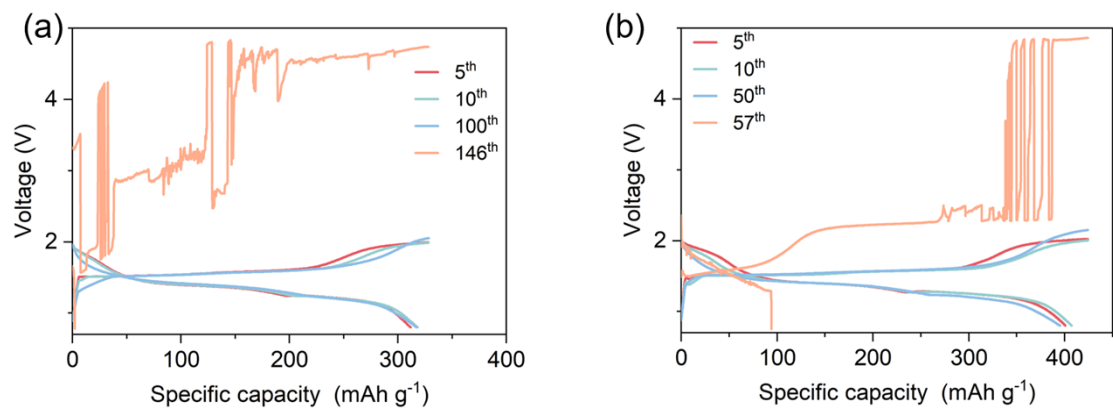 (a)
5th
10th
100th
146th
4
2
Voltage (V)
0 100 200 300 400
Specific capacity (mAh g-1)
(b)
5th
10th
50th
57th
4
2
Voltage (V)
0 100 200 300 400
Specific capacity (mAh g-1)